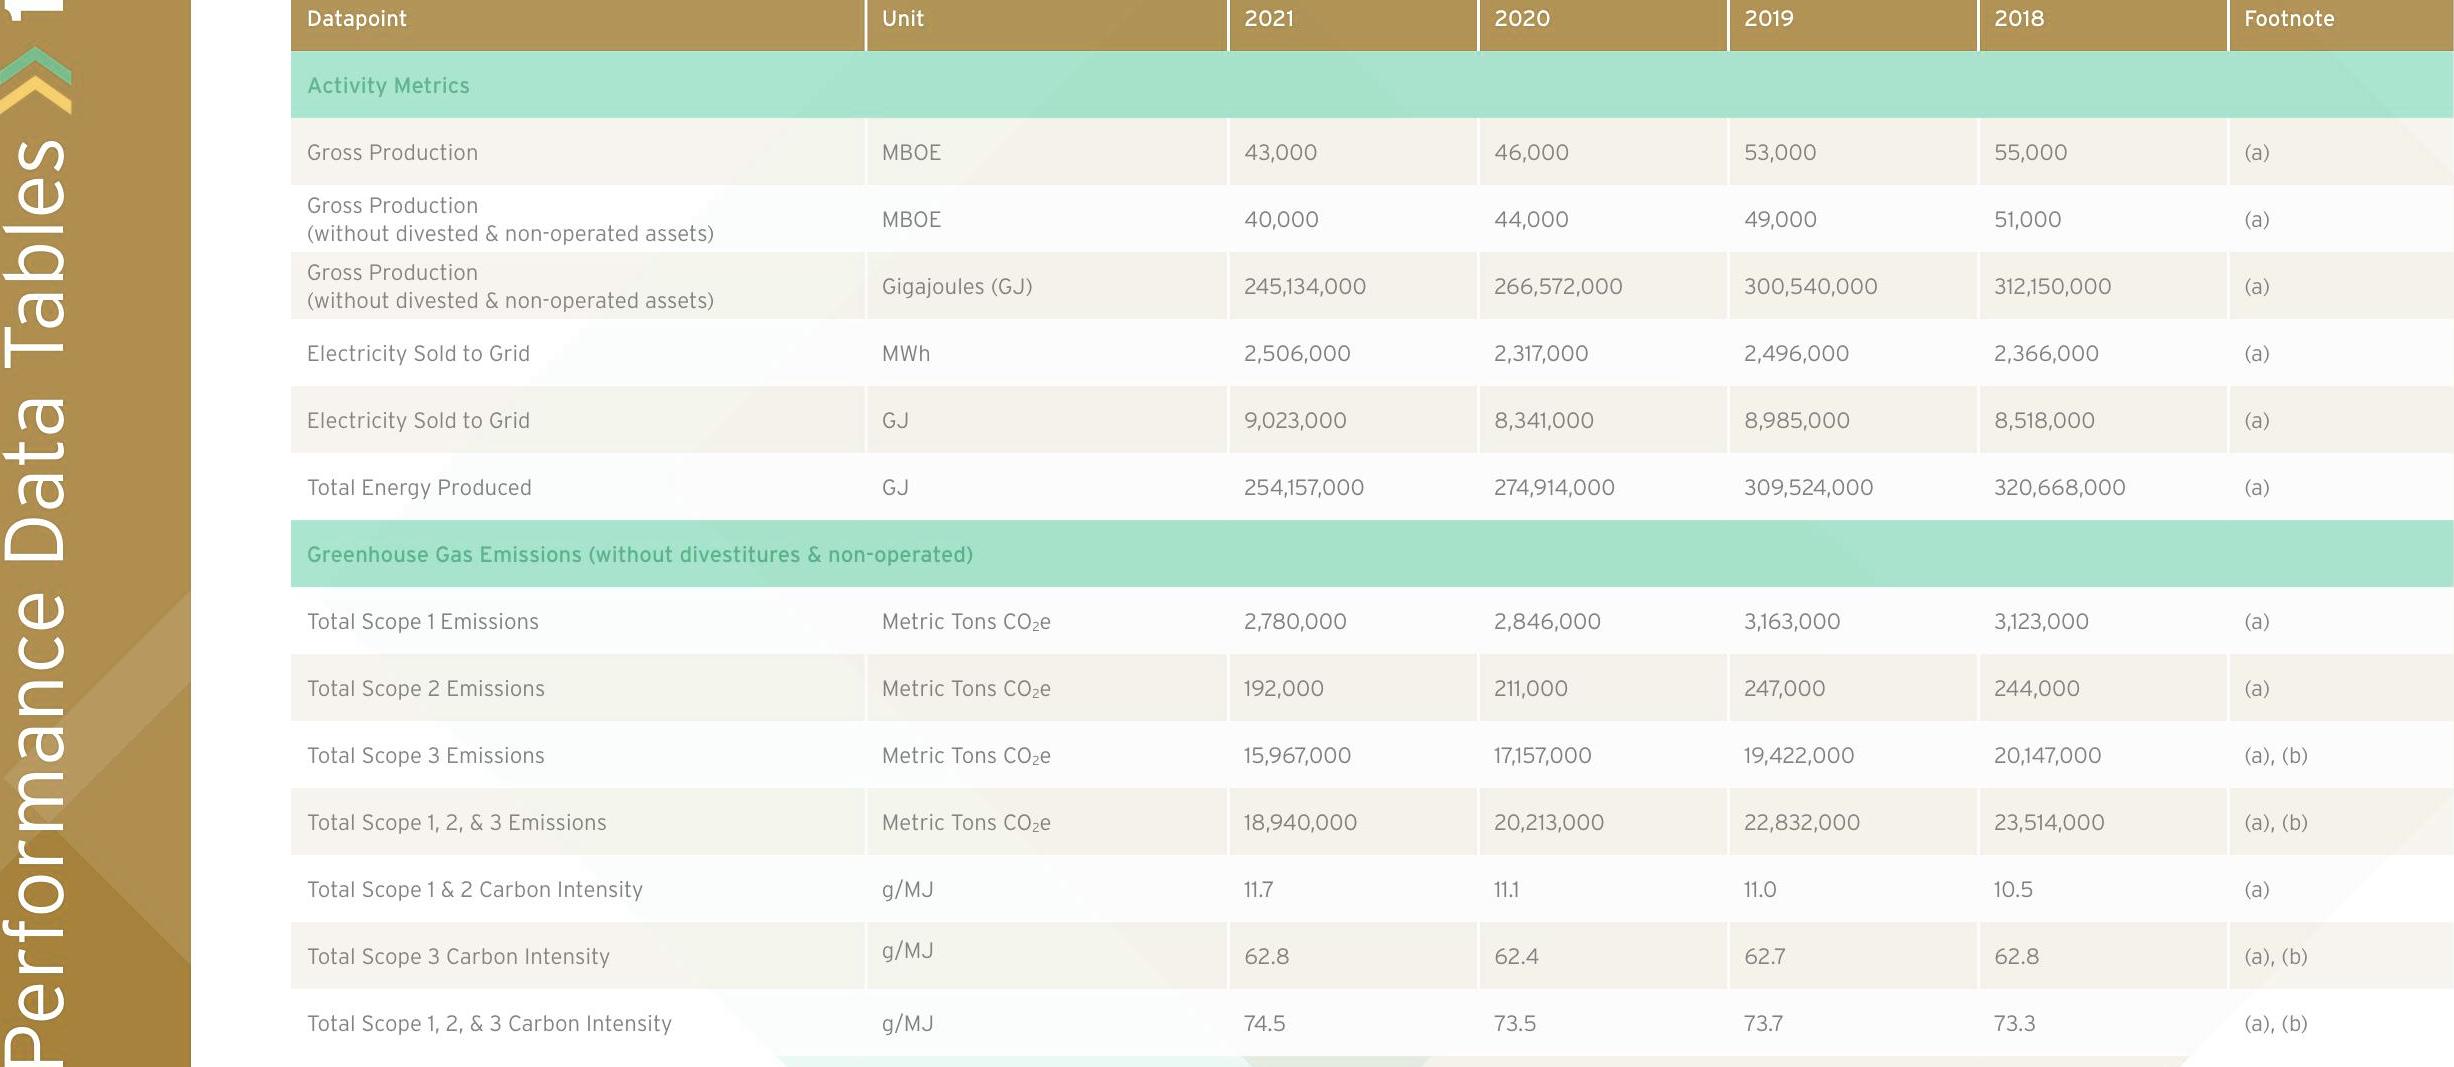 Performance Data Tables
Datapoint Unit 2021 2020 2019 2018 Footnote
Activity Metrics
Gross Production MBOE 43,000 46,000 53,000 55,000 (a)
Gross Production
(without divested & non-operated assets) MBOE 40,000 44,000 49,000 51,000 (a)
Gross Production
(without divested & non-operated assets) Gigajoules (GJ) 245,134,000 266,572,000 300,540,000 312,150,000 (a)
Electricity Sold to Grid MWh 2,506,000 2,317,000 2,496,000 2,366,000 (a)
Electricity Sold to Grid GJ 9,023,000 8,341,000 8,985,000 8,518,000 (a)
Total Energy Produced GJ 254,157,000 274,914,000 309,524,000 320,668,000 (a)
Greenhouse Gas Emissions (without divestitures & non-operated)
Total Scope 1 Emissions Metric Tons CO₂e 2,780,000 2,846,000 3,163,000 3,123,000 (a)
Total Scope 2 Emissions Metric Tons CO₂e 192,000 211,000 247,000 244,000 (a)
Total Scope 3 Emissions Metric Tons CO₂e 15,967,000 17,157,000 19,422,000 20,147,000 (a), (b)
Total Scope 1, 2, & 3 Emissions Metric Tons CO₂e 18,940,000 20,213,000 22,832,000 23,514,000 (a), (b)
Total Scope 1 & 2 Carbon Intensity g/MJ 11.7 11.1 11.0 10.5 (a)
Total Scope 3 Carbon Intensity g/MJ 62.8 62.4 62.7 62.8 (a), (b)
Total Scope 1, 2, & 3 Carbon Intensity g/MJ 74.5 73.5 73.7 73.3 (a), (b)